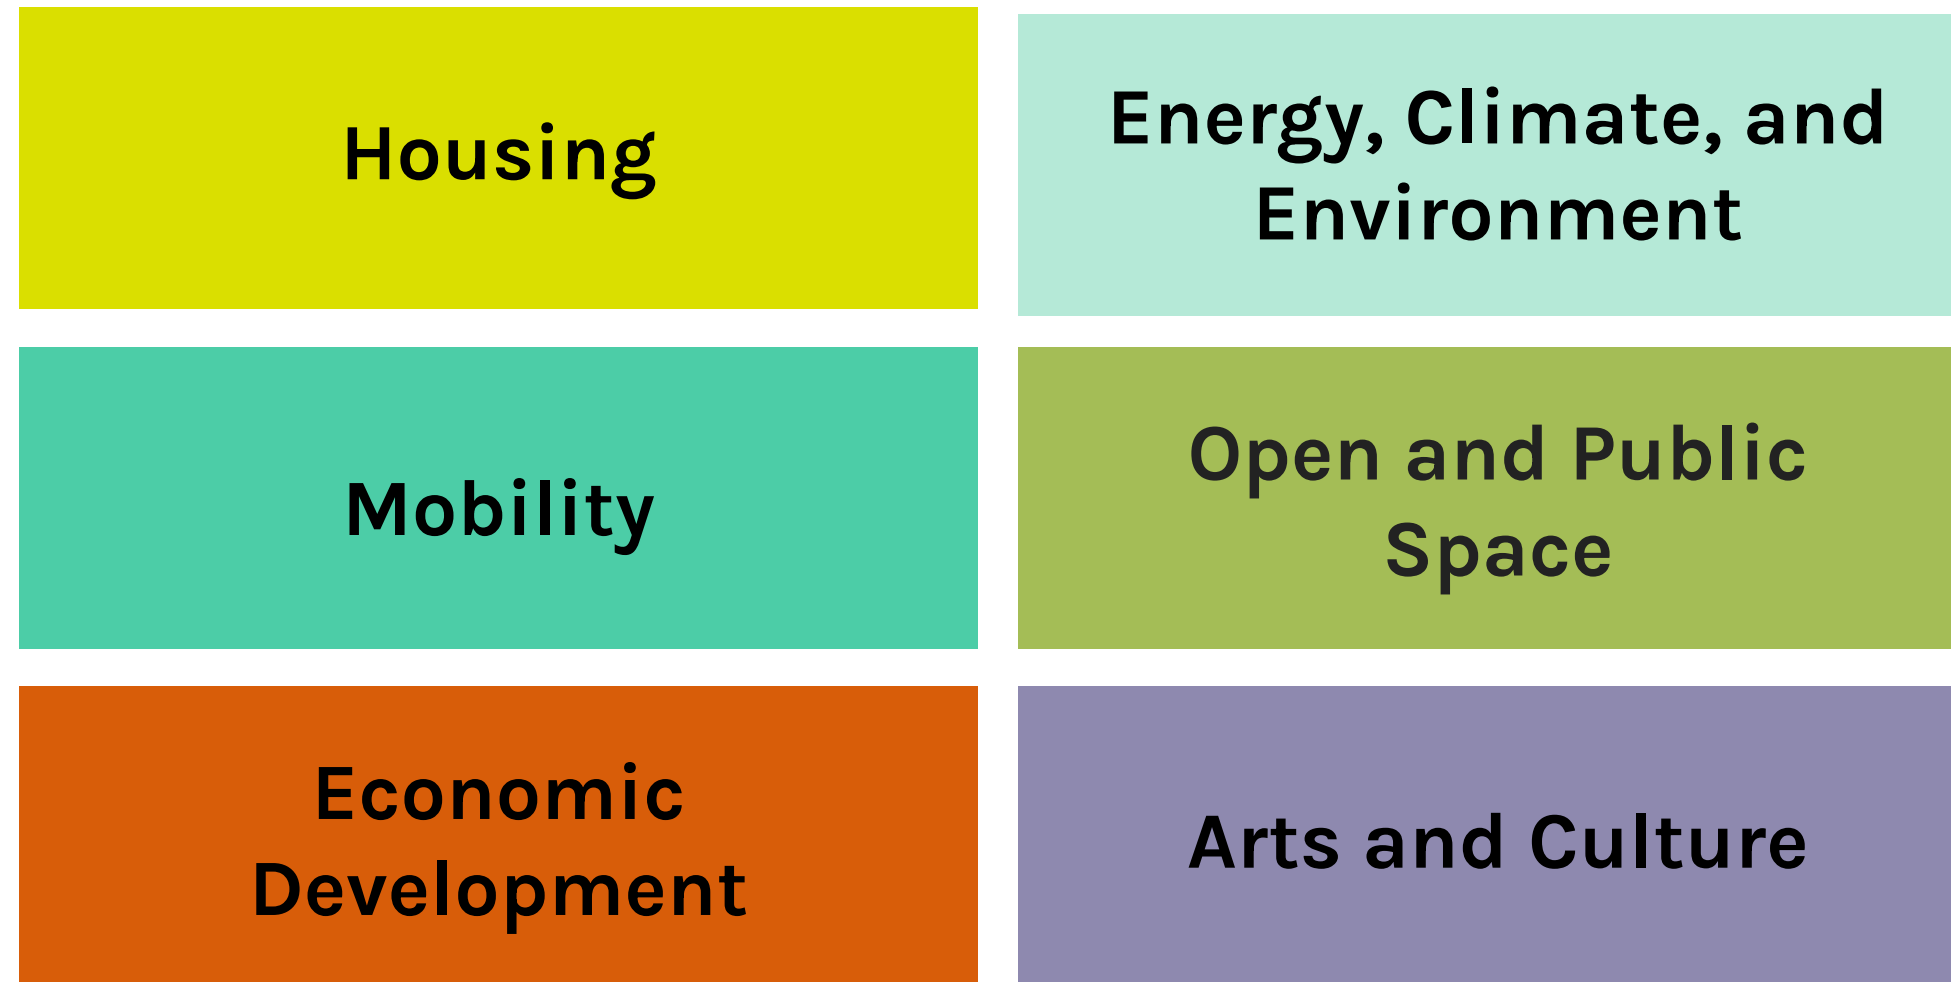 Housing
Energy, Climate, and
Environment
Mobility
Open and Public
Space
Economic
Development
Arts and Culture